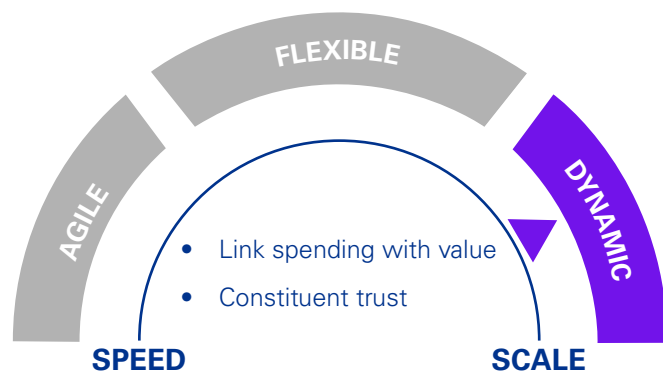 FLEXIBLE
AGILE
DYNAMIC
• Link spending with value
• Constituent trust
SPEED
SCALE